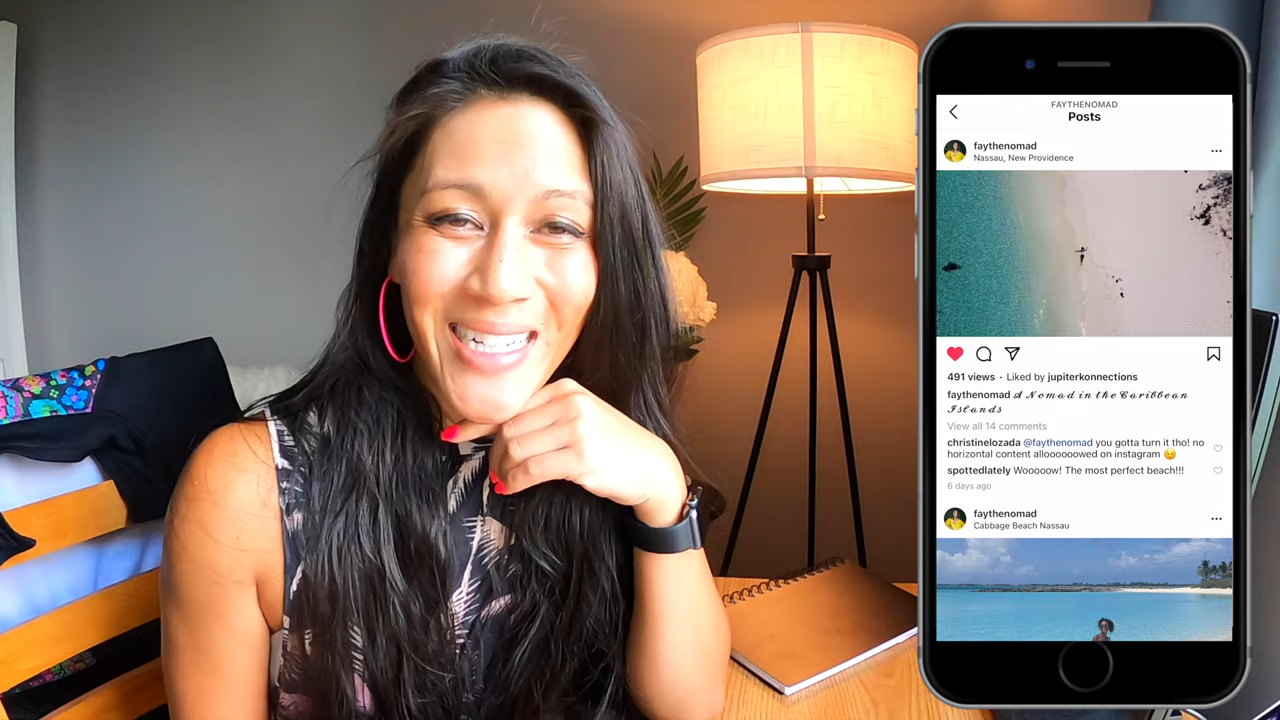 FAYTHENOMAD
Posts
faythenomad
Nassau, New Providence
491 views · Liked by jupiterkonnections
faythenomad 𝓐 𝓝𝓸𝓶𝓪𝓭 𝓲𝓷 𝓽𝓱𝓮 𝓒𝓪𝓻𝓲𝓫𝓫𝓮𝓪𝓷
𝓘𝓼𝓵𝓪𝓷𝓭𝓼
View all 14 comments
christinelozada @faythenomad you gotta turn it tho! no
horizontal content allooooowed on instagram 😉
spottedlately Wooooow! The most perfect beach!!!
6 days ago
faythenomad
Cabbage Beach Nassau